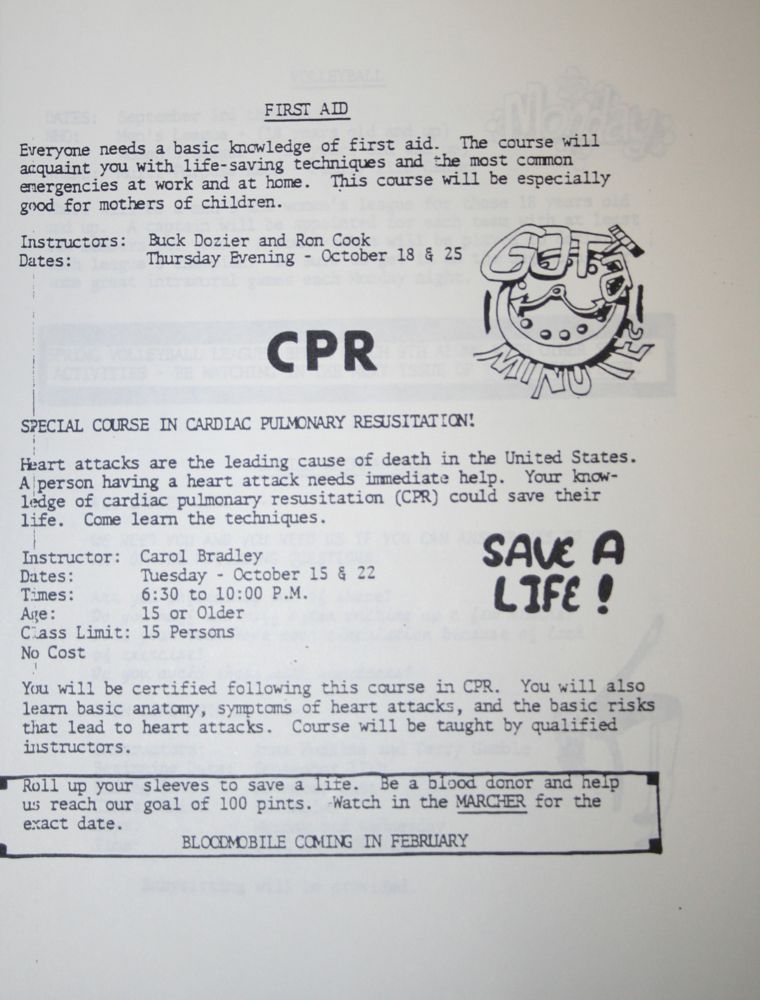 FIRST AID
Everyone needs a basic knowledge of first aid. The course will
acquaint you with life-saving techniques and the most common
emergencies at work and at home. This course will be especially
good for mothers of children.
Instructors: Buck Dozier and Ron Cook
Dates: Thursday Evening - October 18 & 25
GOT A
MINUTE?
CPR
SPECIAL COURSE IN CARDIAC PULMONARY RESUSITATION!
Heart attacks are the leading cause of death in the United States.
A person having a heart attack needs immediate help. Your know-
ledge of cardiac pulmonary resusitation (CPR) could save their
life. Come learn the techniques.
SAVE A
LIFE!
Instructor: Carol Bradley
Dates: Tuesday - October 15 & 22
Times: 6:30 to 10:00 P.M.
Age: 15 or Older
Class Limit: 15 Persons
No Cost
You will be certified following this course in CPR. You will also
learn basic anatomy, symptoms of heart attacks, and the basic risks
that lead to heart attacks. Course will be taught by qualified
instructors.
Roll up your sleeves to save a life. Be a blood donor and help
us reach our goal of 100 pints. -Watch in the MARCHER for the
exact date.
BLOODMOBILE COMING IN FEBRUARY